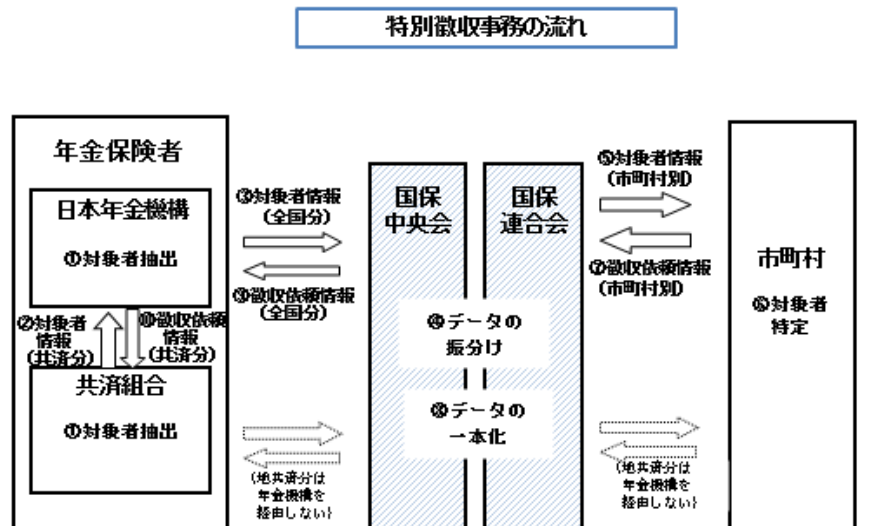 特別徴収事務の流れ
年金保険者
日本年金機構
①対象者抽出
②対象者
情報
(共済分)
⑩徴収依頼
情報
(共済分)
共済組合
①対象者抽出
③対象者情報
(全国分)
⑨徴収依頼情報
(全国分)
(地共済分は
年金機構を
経由しない)
国保
中央会
国保
連合会
④データの
振分け
⑧データの
一本化
⑤対象者情報
(市町村別)
⑦徴収依頼情報
(市町村別)
(地共済分は
年金機構を
経由しない)
市町村
⑥対象者
特定